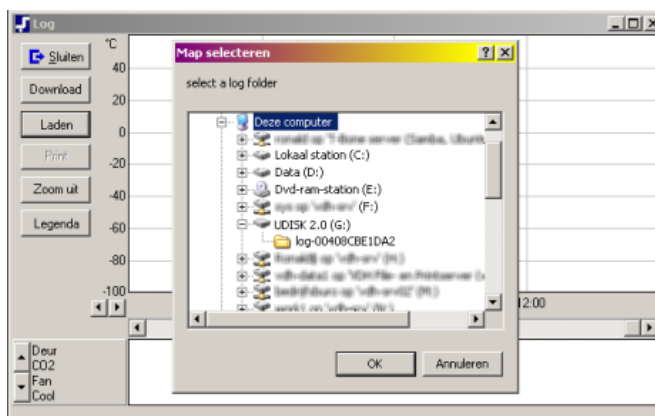 Log
Sluiten
Download
Laden
Print
Zoom uit
Legenda
°C
40
20
0
-20
-40
-60
-80
-100
Map selecteren
select a log folder
Deze computer
Lokaal station (C:)
Data (D:)
Dvd-ram-station (E:)
(F:)
UDISK 2.0 (G:)
log-00408CBE1DA2
OK
Annuleren
12:00
Deur
CO2
Fan
Cool